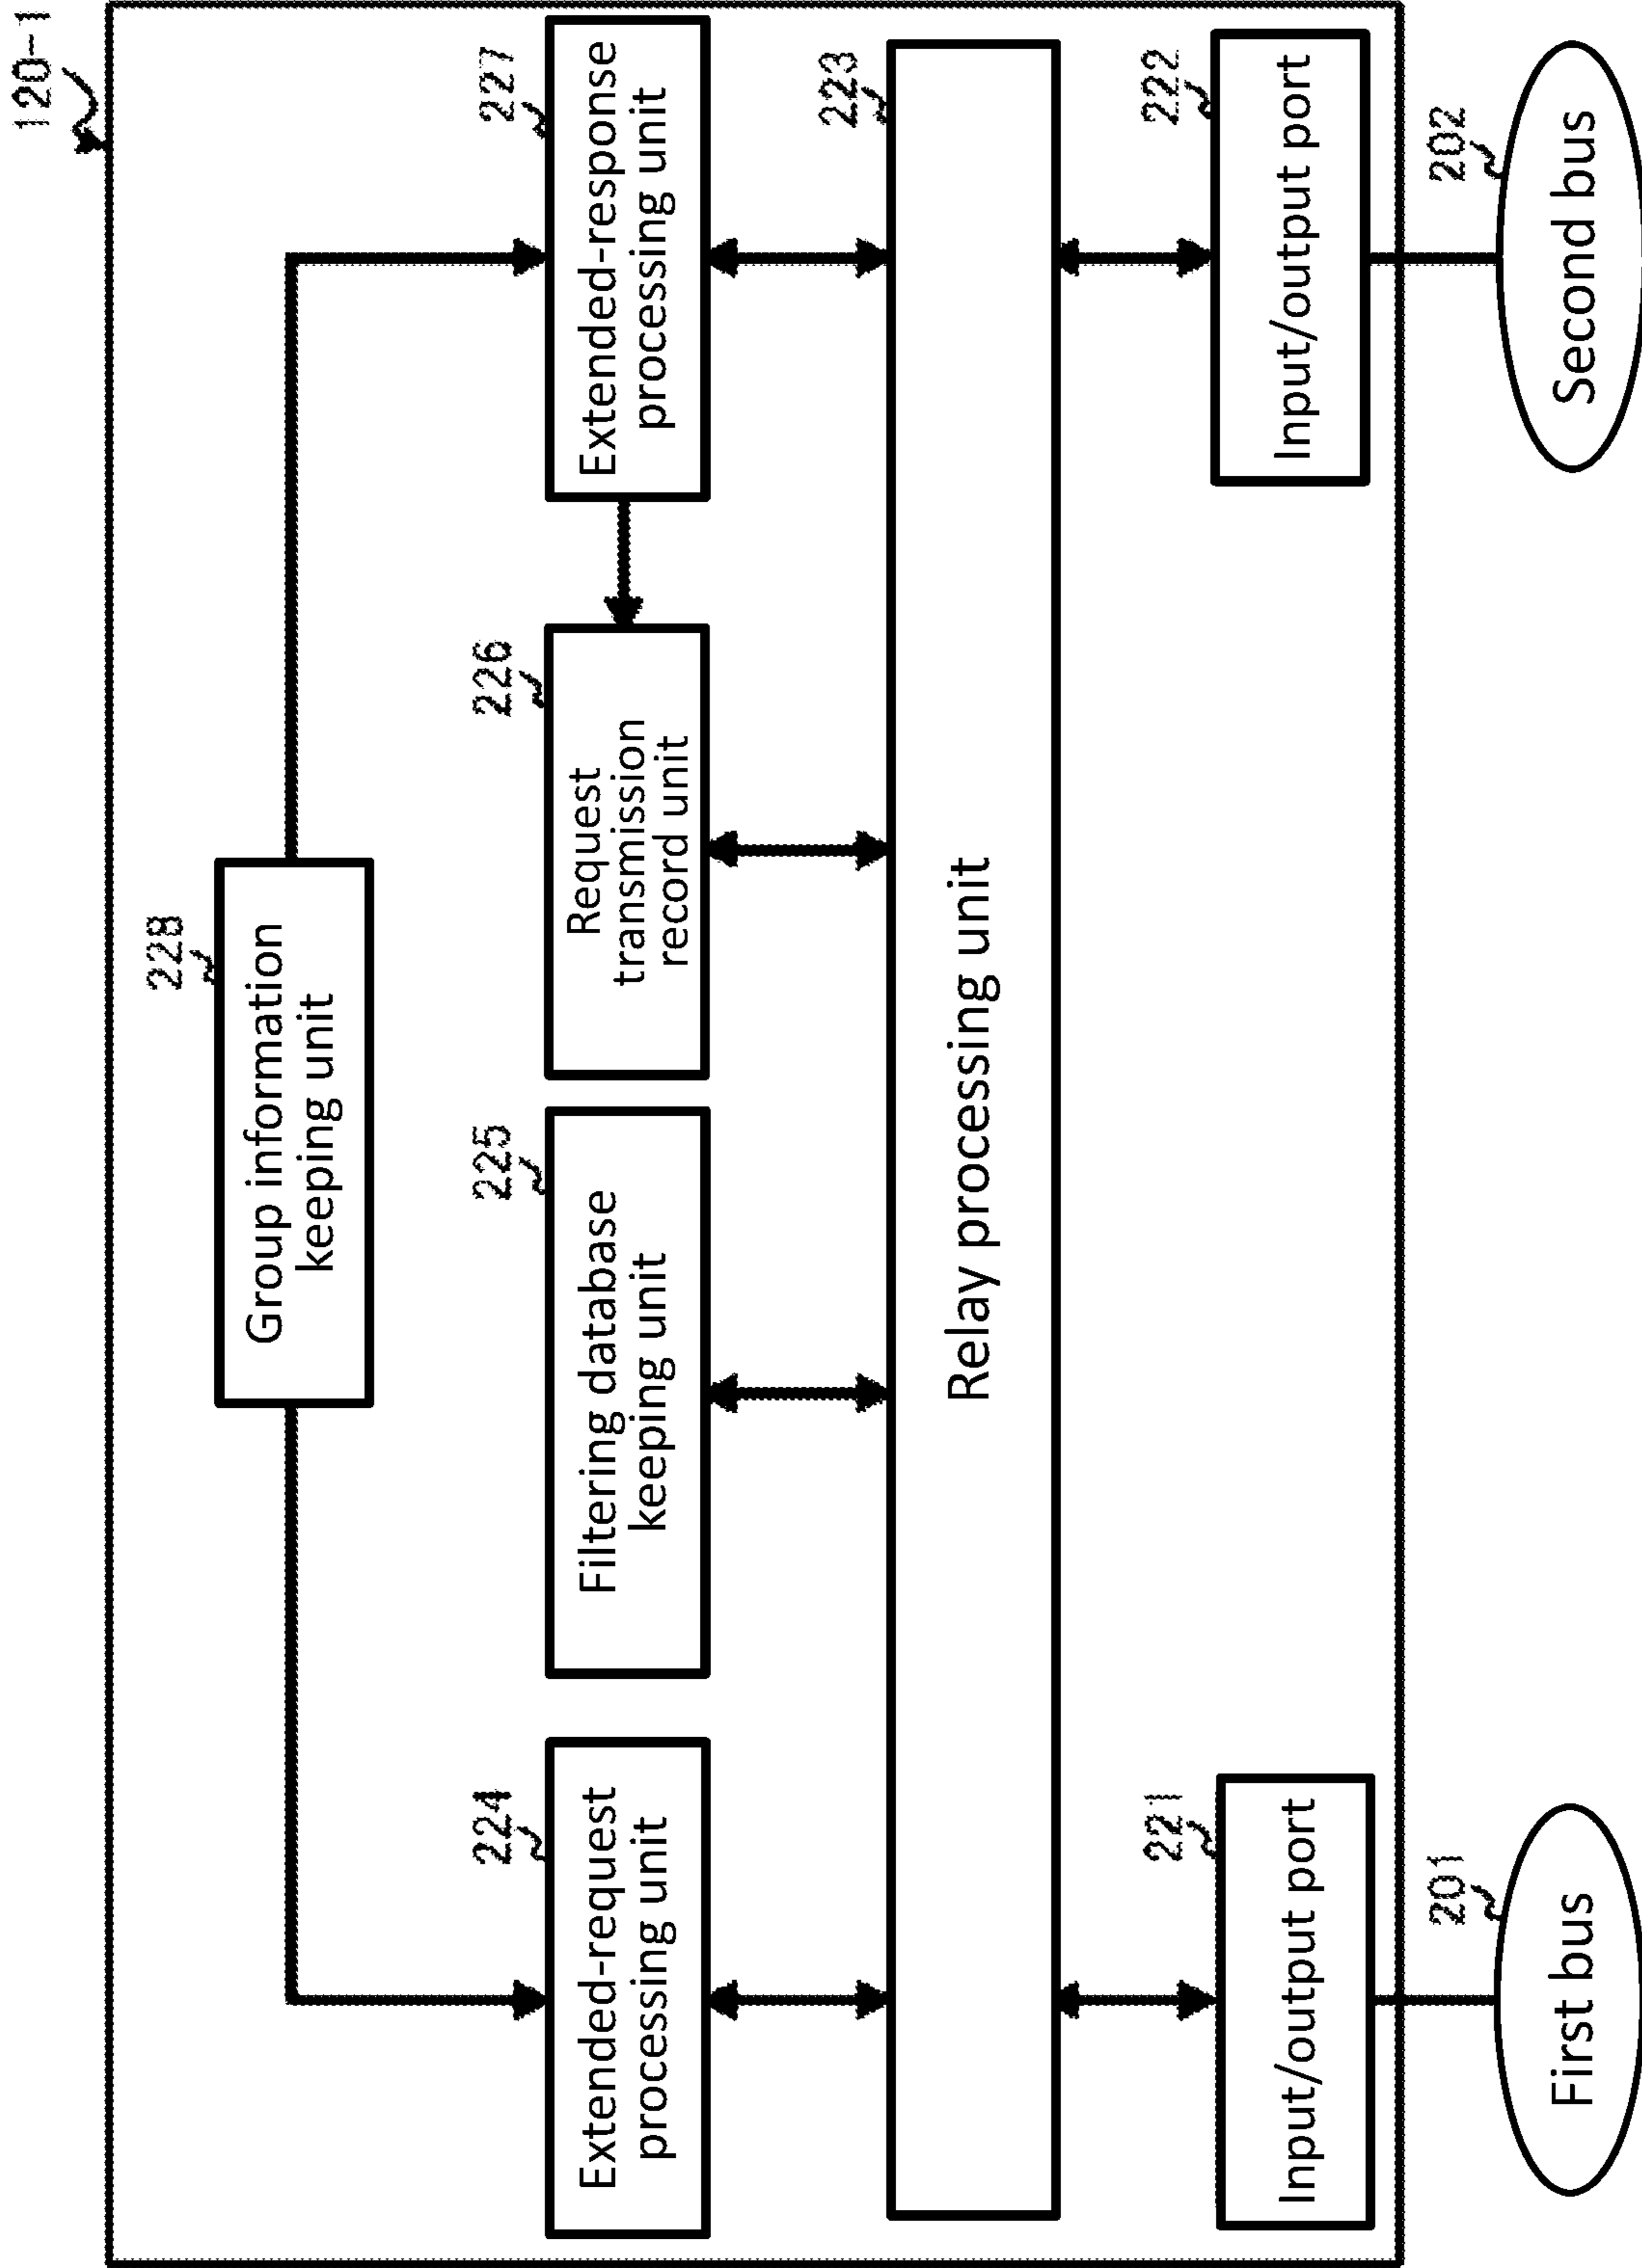 120-1
228
Group information
keeping unit
224
Extended-request
processing unit
225
Filtering database
keeping unit
226
Request
transmission
record unit
227
Extended-response
processing unit
223
Relay processing unit
221
Input/output port
222
Input/output port
201
First bus
202
Second bus